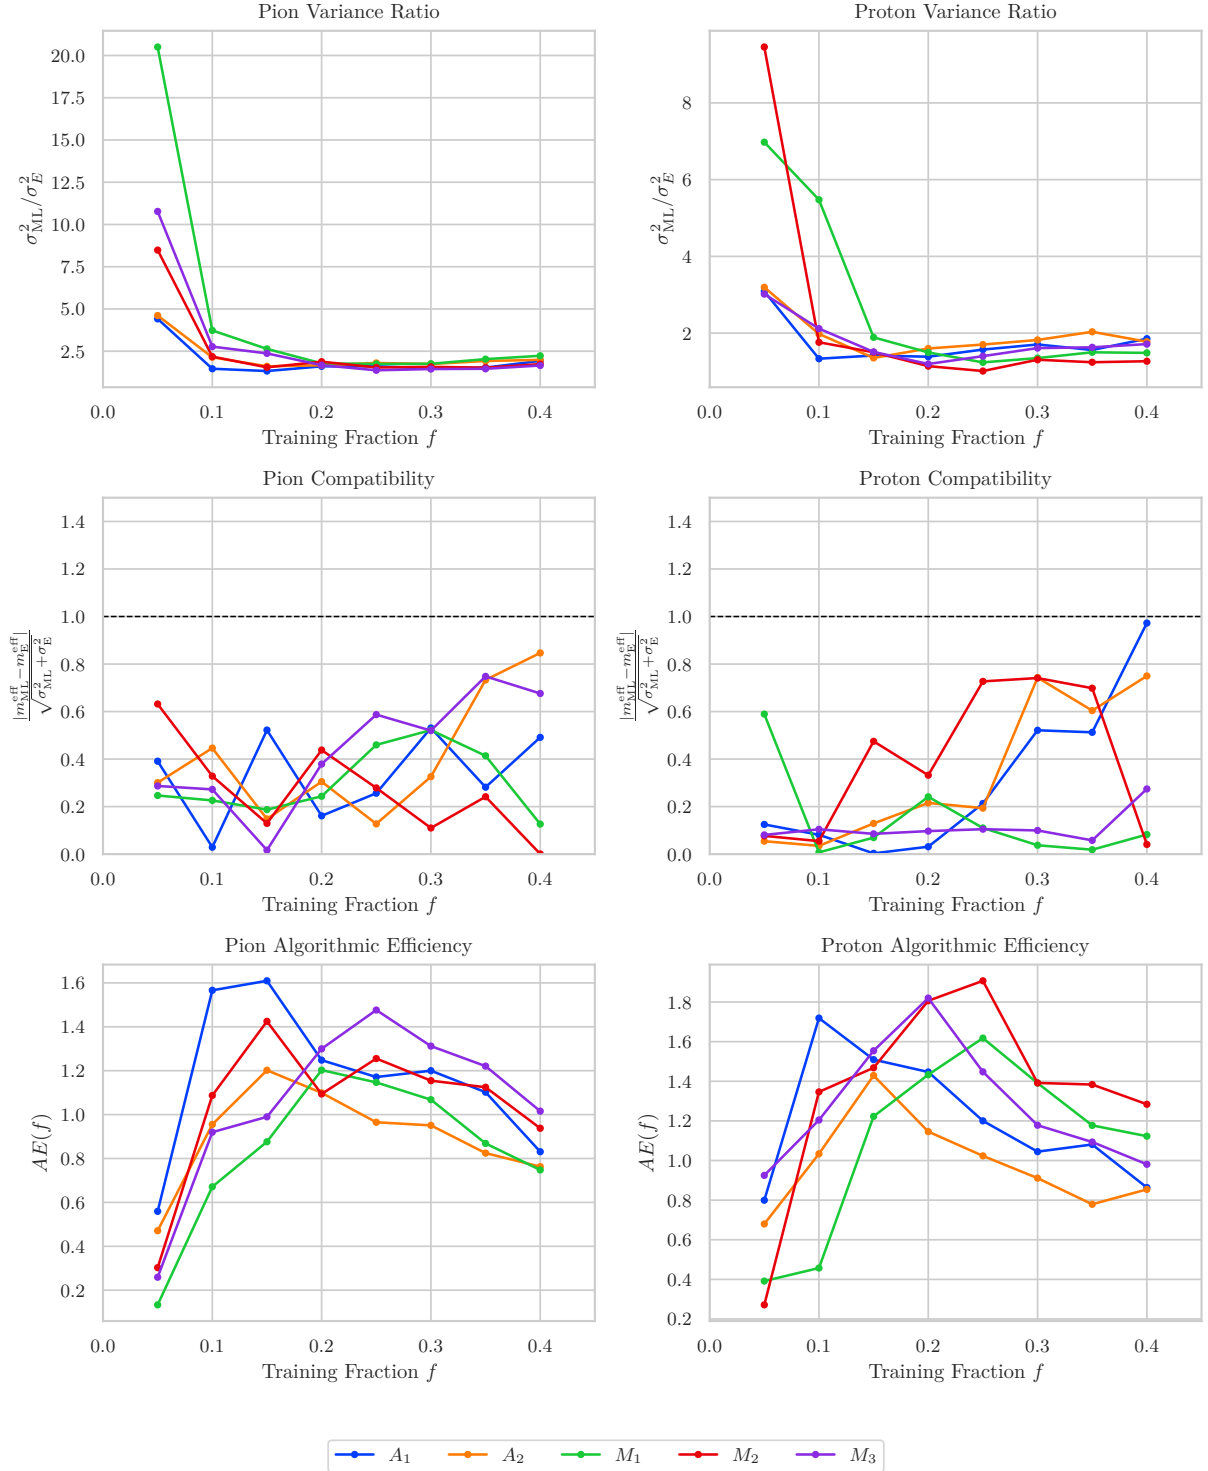 Pion Variance Ratio
20.0
17.5
15.0
12.5
10.0
7.5
5.0
2.5
σ²_ML/σ²_E
0.0 0.1 0.2 0.3 0.4
Training Fraction f
Proton Variance Ratio
8
6
4
2
σ²_ML/σ²_E
0.0 0.1 0.2 0.3 0.4
Training Fraction f
Pion Compatibility
1.4
1.2
1.0
0.8
0.6
0.4
0.2
0.0
|m^eff_ML − m^eff_E|
√σ²_ML+σ²_E
0.0 0.1 0.2 0.3 0.4
Training Fraction f
Proton Compatibility
1.4
1.2
1.0
0.8
0.6
0.4
0.2
0.0
|m^eff_ML − m^eff_E|
√σ²_ML+σ²_E
0.0 0.1 0.2 0.3 0.4
Training Fraction f
Pion Algorithmic Efficiency
1.6
1.4
1.2
1.0
0.8
0.6
0.4
0.2
AE(f)
0.0 0.1 0.2 0.3 0.4
Training Fraction f
Proton Algorithmic Efficiency
1.8
1.6
1.4
1.2
1.0
0.8
0.6
0.4
0.2
AE(f)
0.0 0.1 0.2 0.3 0.4
Training Fraction f
A₁ A₂ M₁ M₂ M₃